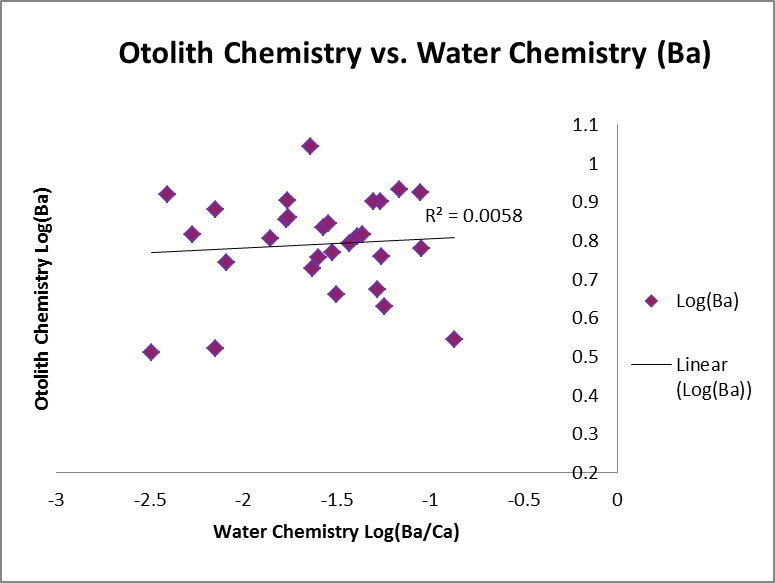 Otolith Chemistry vs. Water Chemistry (Ba)
Otolith Chemistry Log(Ba)
1.1
1
0.9
0.8
0.7
0.6
0.5
0.4
0.3
0.2
R² = 0.0058
Log(Ba)
Linear
(Log(Ba))
-3 -2.5 -2 -1.5 -1 -0.5 0
Water Chemistry Log(Ba/Ca)